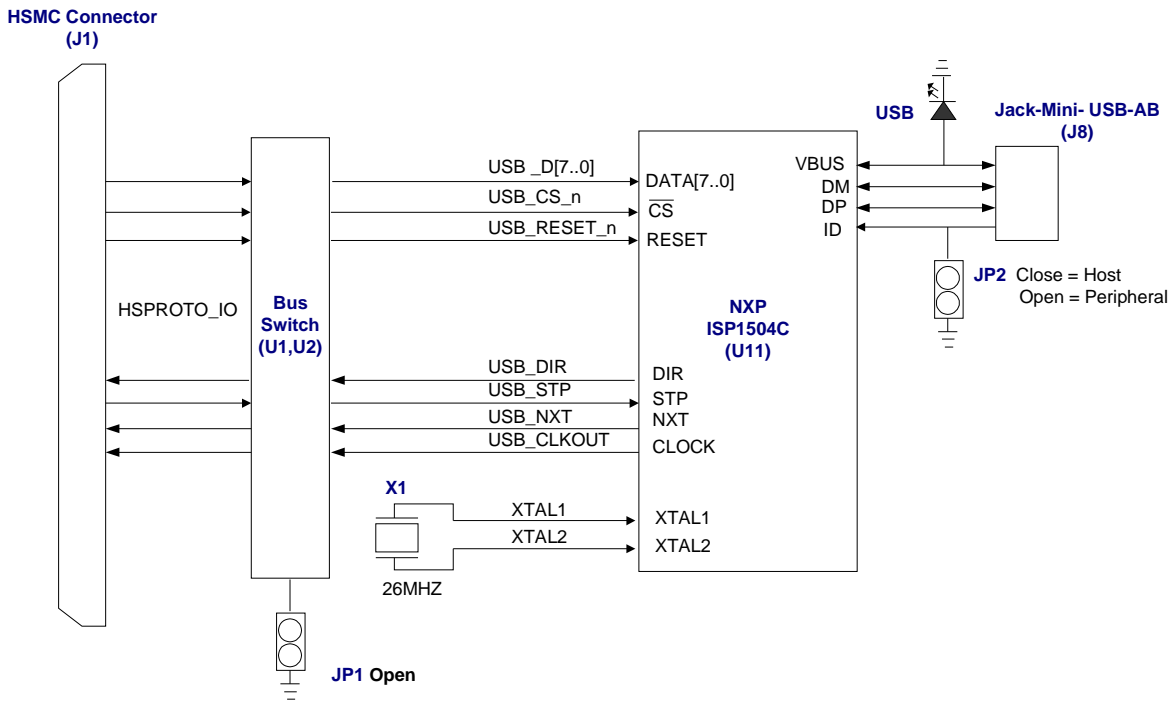 HSMC Connector
(J1)
USB
Jack-Mini- USB-AB
(J8)
USB _D[7..0]
USB_CS_n
USB_RESET_n
DATA[7..0]
CS
RESET
VBUS
DM
DP
ID
JP2 Close = Host
Open = Peripheral
HSPROTO_IO
Bus
Switch
(U1,U2)
NXP
ISP1504C
(U11)
USB_DIR
USB_STP
USB_NXT
USB_CLKOUT
DIR
STP
NXT
CLOCK
X1
XTAL1
XTAL2
XTAL1
XTAL2
26MHZ
JP1 Open